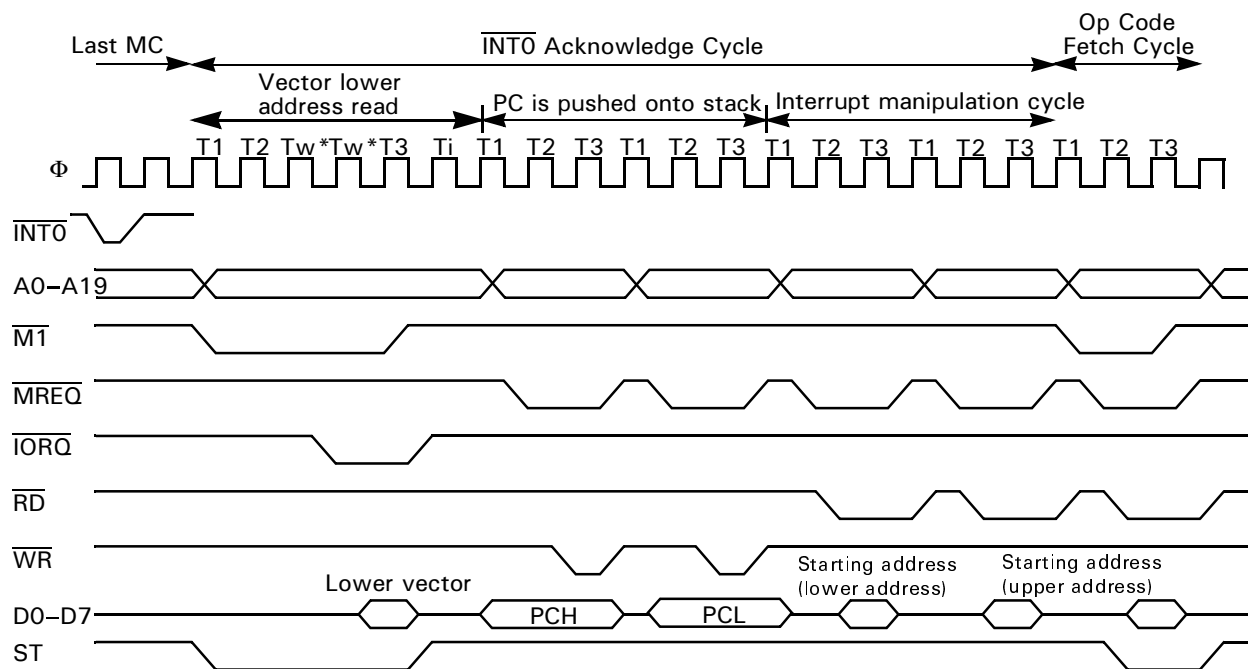 Op Code
Last MC INT0 Acknowledge Cycle Fetch Cycle
Vector lower
address read PC is pushed onto stack Interrupt manipulation cycle
T1 T2 Tw* Tw* T3 Ti T1 T2 T3 T1 T2 T3 T1 T2 T3 T1 T2 T3 T1 T2 T3
Φ
INT0
A0–A19
M1
MREQ
IORQ
RD
WR
Starting address Starting address
Lower vector (lower address) (upper address)
D0–D7 PCH PCL
ST